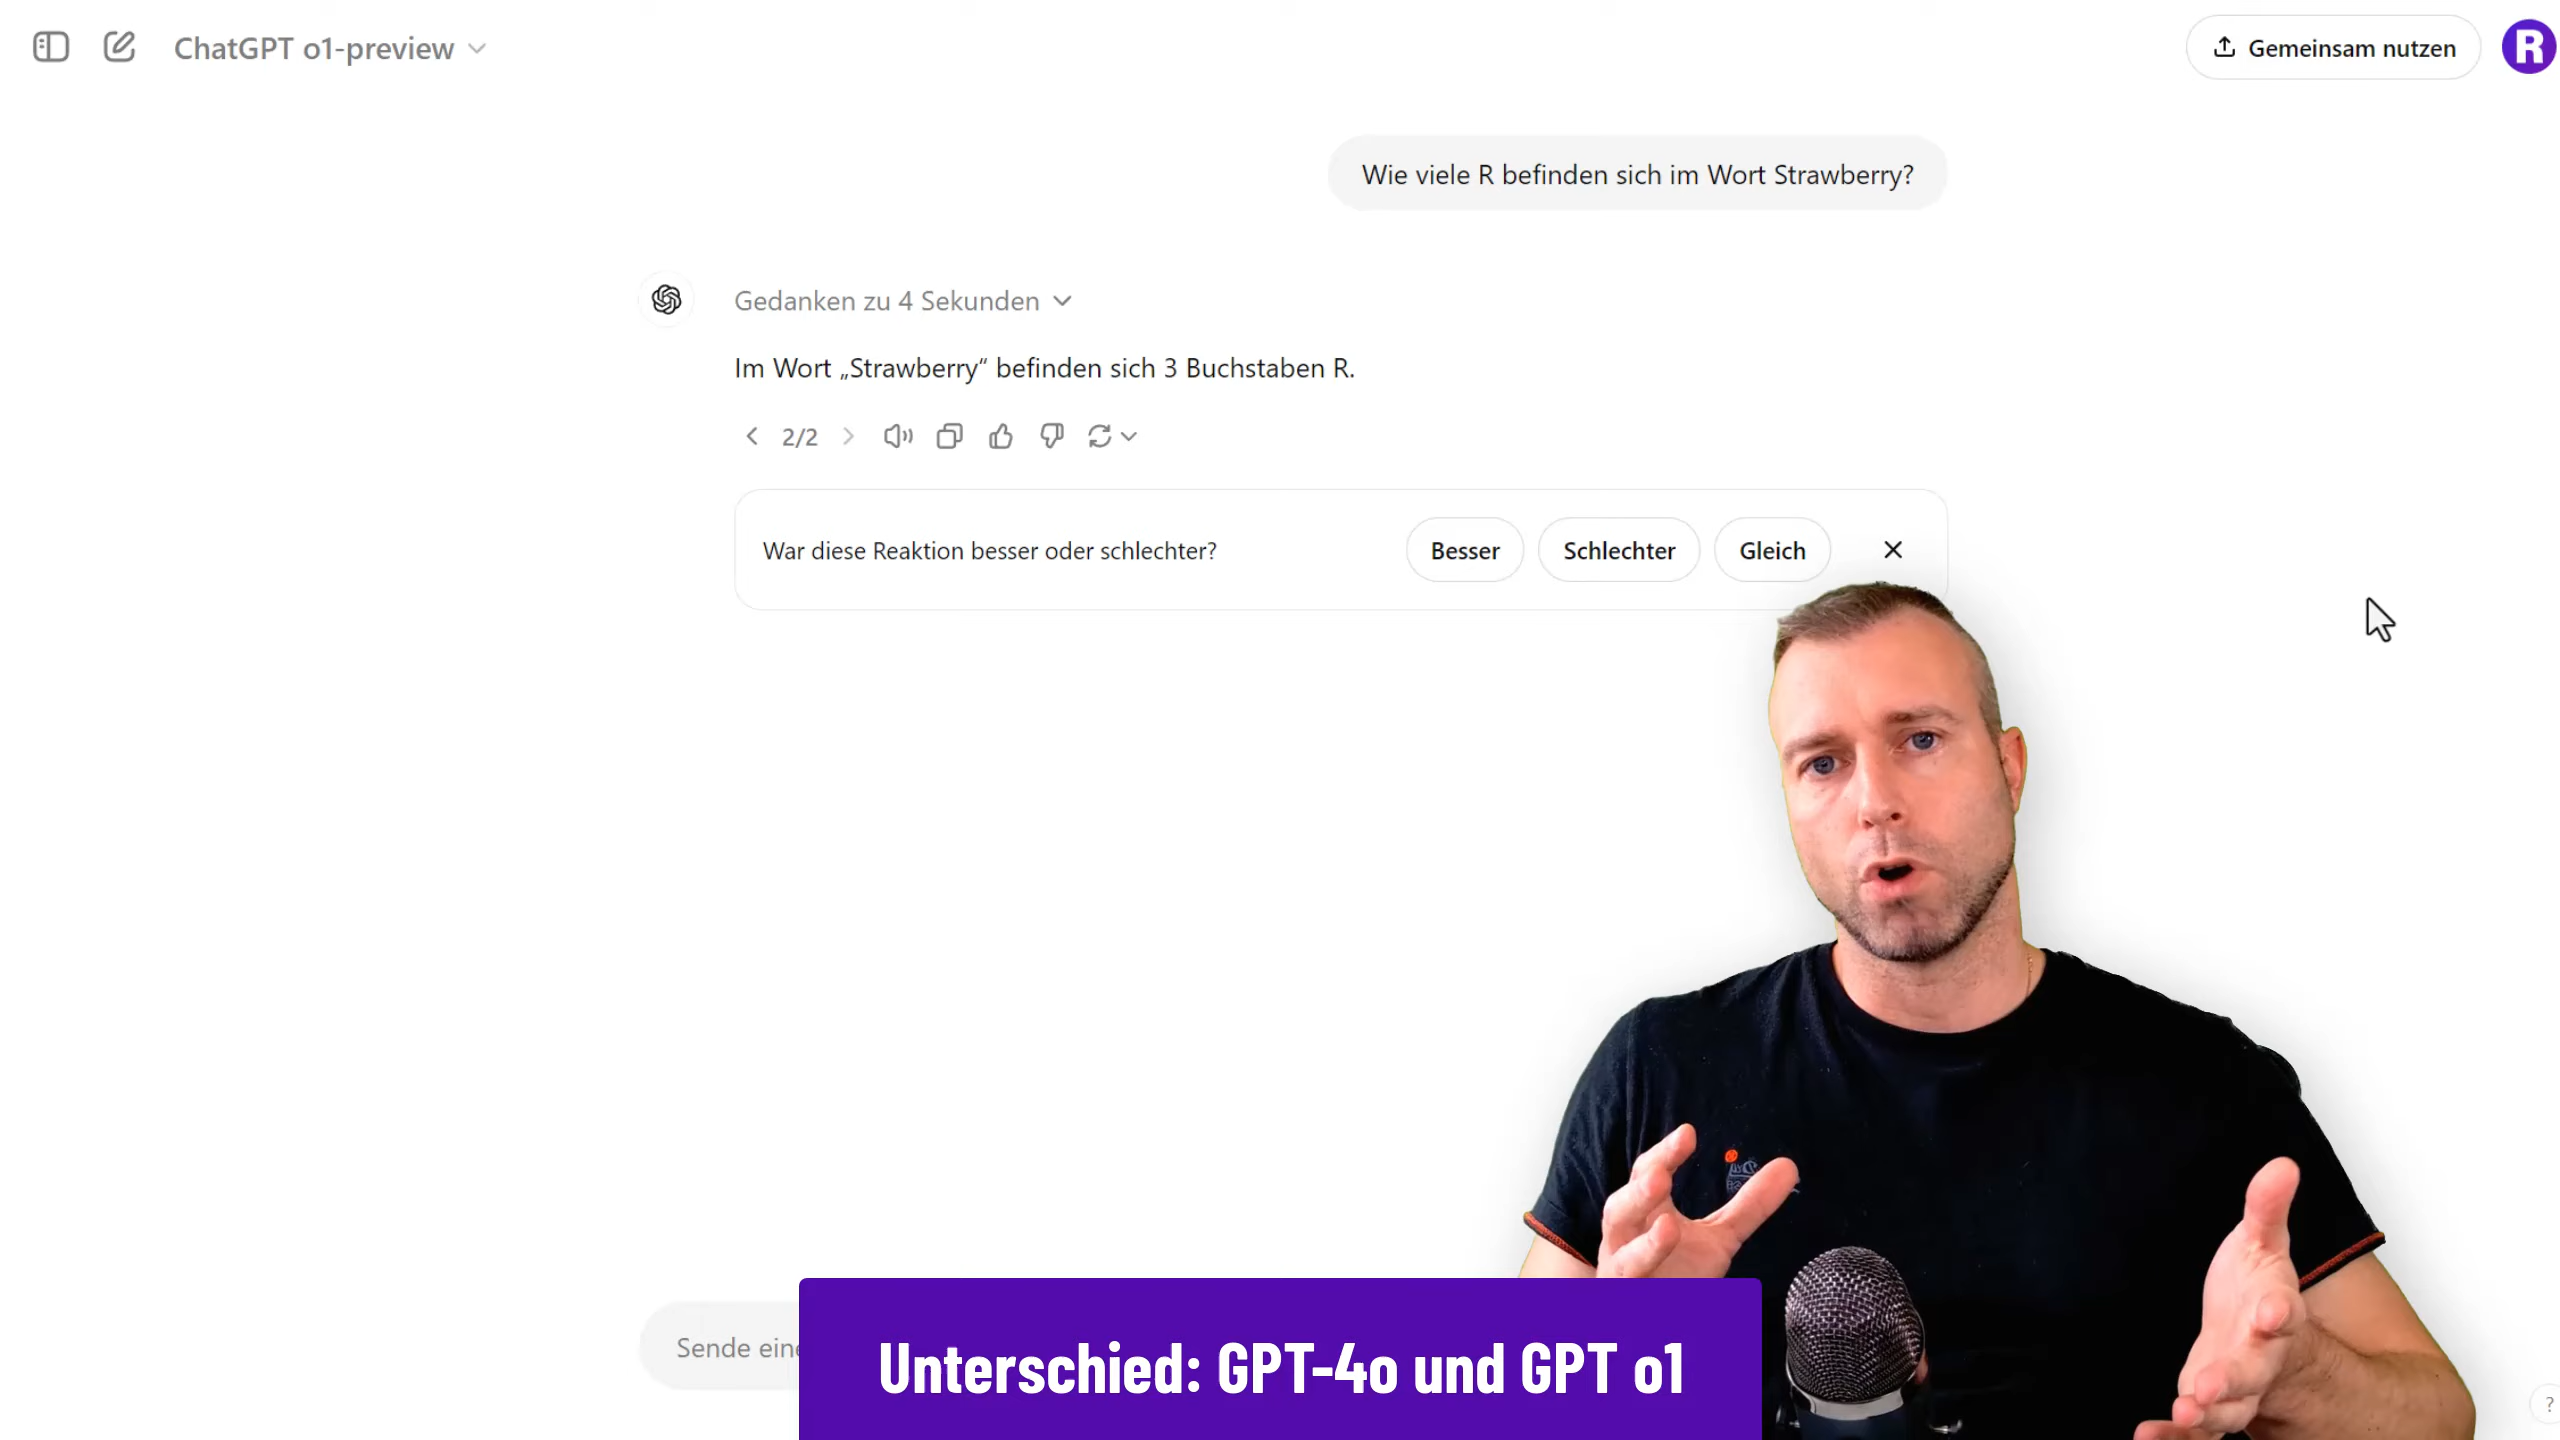 ChatGPT o1-preview
Gemeinsam nutzen
R
Wie viele R befinden sich im Wort Strawberry?
Gedanken zu 4 Sekunden
Im Wort „Strawberry“ befinden sich 3 Buchstaben R.
2/2
War diese Reaktion besser oder schlechter?
Besser
Schlechter
Gleich
Sende
Unterschied: GPT-4o und GPT o1
?